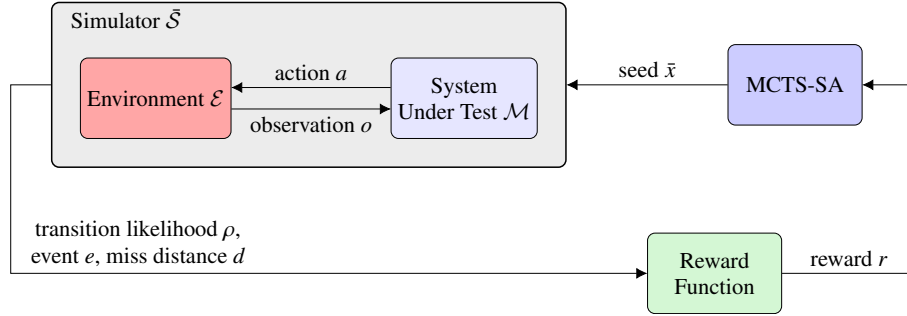 Simulator 𝒮̄
action a
Environment ℰ
System
Under Test ℳ
observation o
seed x̄
MCTS-SA
transition likelihood ρ,
event e, miss distance d
Reward
Function
reward r